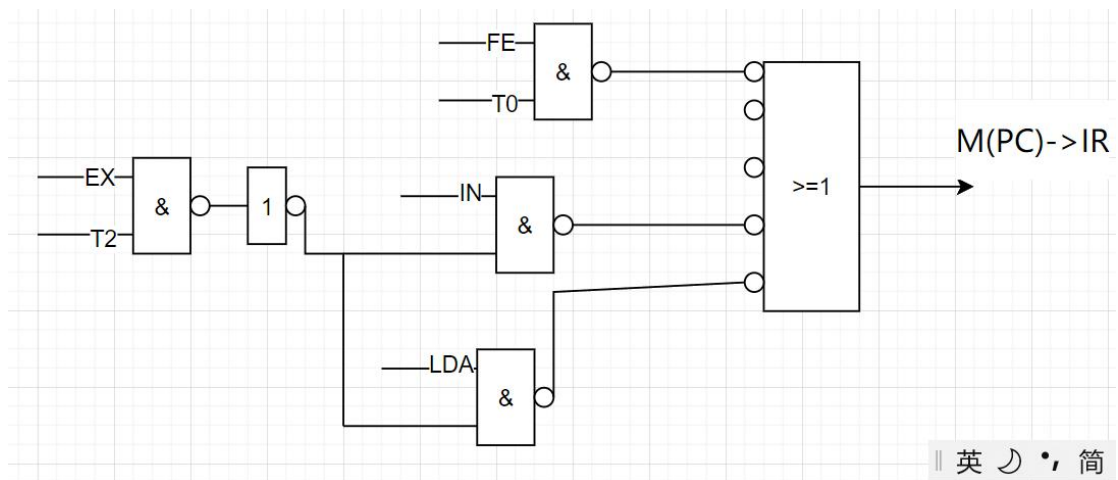 FE
&
T0
M(PC)->IR
EX
&
1
IN
&
>=1
T2
LDA
&
英 简